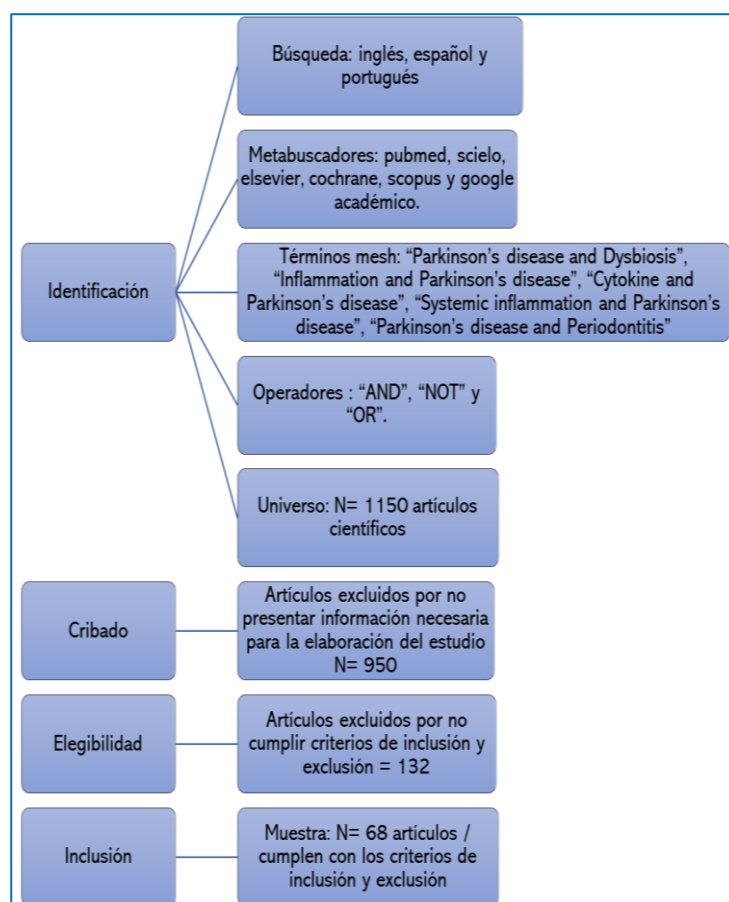 Búsqueda: inglés, español y
portugués
Metabuscadores: pubmed, scielo,
elsevier, cochrane, scopus y google
académico.
Identificación
Términos mesh: “Parkinson’s disease and Dysbiosis”,
“Inflammation and Parkinson’s disease”, “Cytokine and
Parkinson’s disease”, “Systemic inflammation and Parkinson’s
disease”, “Parkinson’s disease and Periodontitis”
Operadores : “AND”, “NOT” y
“OR”.
Universo: N= 1150 artículos
científicos
Cribado
Artículos excluidos por no
presentar información necesaria
para la elaboración del estudio
N= 950
Elegibilidad
Artículos excluidos por no
cumplir criterios de inclusión y
exclusión = 132
Inclusión
Muestra: N= 68 artículos /
cumplen con los criterios de
inclusión y exclusión